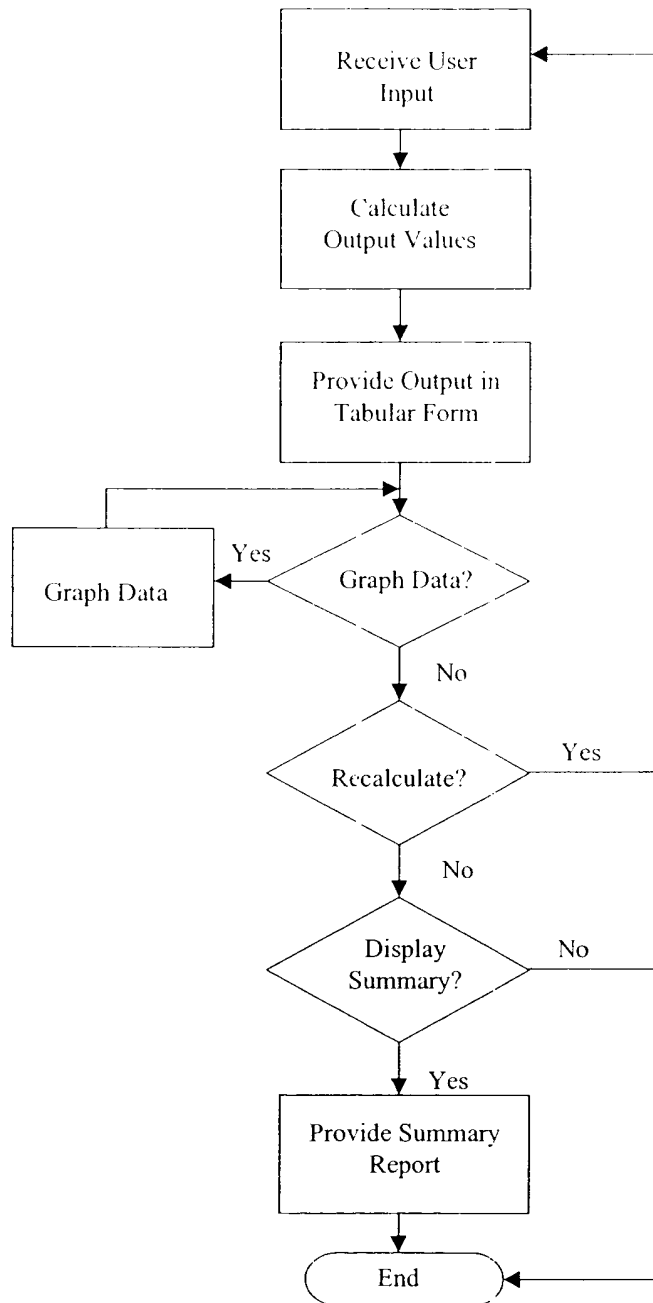 Receive User
Input
Calculate
Output Values
Provide Output in
Tabular Form
Yes
Graph Data
Graph Data?
No
Recalculate?
Yes
No
Display
Summary?
No
Yes
Provide Summary
Report
End